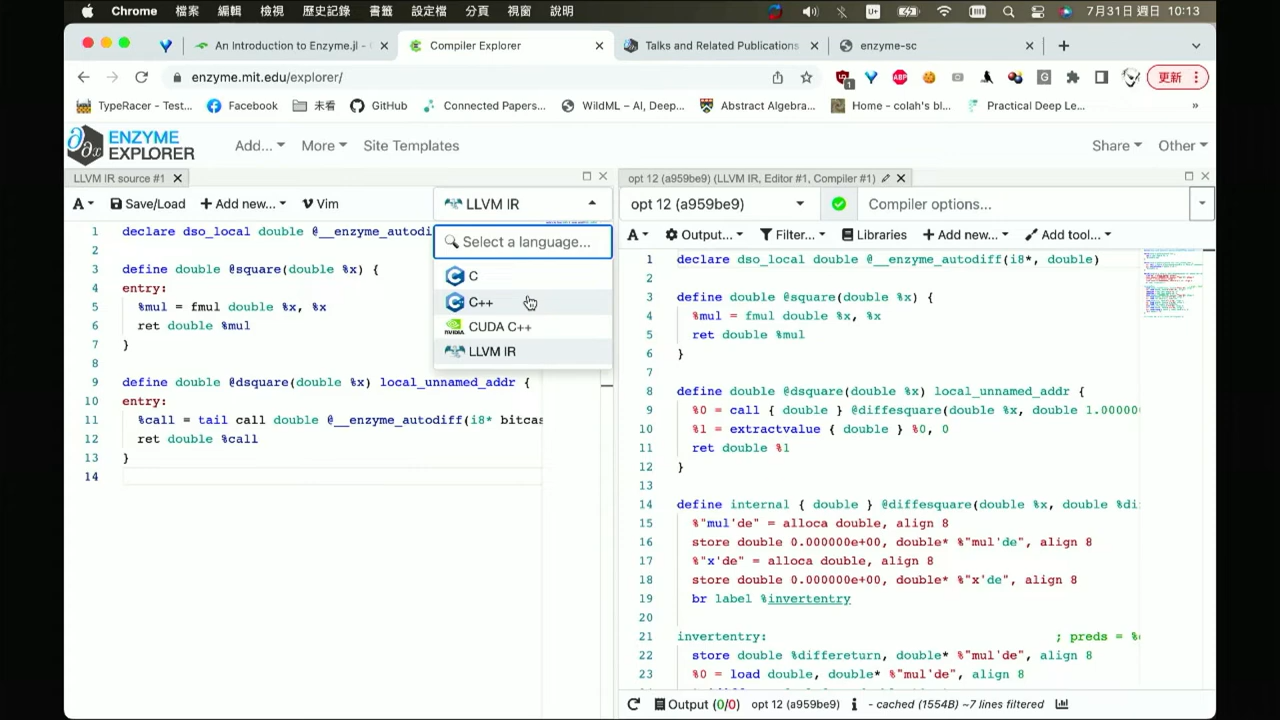 Chrome 檔案 編輯 檢視 歷史記錄 書籤 設定檔 分頁 視窗 說明 7月31日 週日 10:13
An Introduction to Enzyme.jl - Compiler Explorer Talks and Related Publications enzyme-sc
enzyme.mit.edu/explorer/ 更新
TypeRacer - Test... Facebook 未看 GitHub Connected Papers... WildML – AI, Deep... Abstract Algebra... Home - colah's bl... Practical Deep Le... »
ENZYME
EXPLORER
Add... More Site Templates Share Other
LLVM IR source #1
A Save/Load + Add new... Vim LLVM IR
Select a language...
C
C++
CUDA C++
LLVM IR
1 declare dso_local double @__enzyme_autodi
2
3 define double @square(double %x) {
4 entry:
5 %mul = fmul double %x, %x
6 ret double %mul
7 }
8
9 define double @dsquare(double %x) local_unnamed_addr {
10 entry:
11 %call = tail call double @__enzyme_autodiff(i8* bitcas
12 ret double %call
13 }
14
opt 12 (a959be9) (LLVM IR, Editor #1, Compiler #1)
opt 12 (a959be9) Compiler options...
A Output... Filter... Libraries + Add new... Add tool...
1 declare dso_local double @__enzyme_autodiff(i8*, double)
2
3 define double @square(double %x) {
4 %mul = fmul double %x, %x
5 ret double %mul
6 }
7
8 define double @dsquare(double %x) local_unnamed_addr {
9 %0 = call { double } @diffesquare(double %x, double 1.00000
10 %1 = extractvalue { double } %0, 0
11 ret double %1
12 }
13
14 define internal { double } @diffesquare(double %x, double %di
15 %"mul'de" = alloca double, align 8
16 store double 0.000000e+00, double* %"mul'de", align 8
17 %"x'de" = alloca double, align 8
18 store double 0.000000e+00, double* %"x'de", align 8
19 br label %invertentry
20
21 invertentry: ; preds = %
22 store double %differeturn, double* %"mul'de", align 8
23 %0 = load double, double* %"mul'de", align 8
Output (0/0) opt 12 (a959be9) i - cached (1554B) ~7 lines filtered